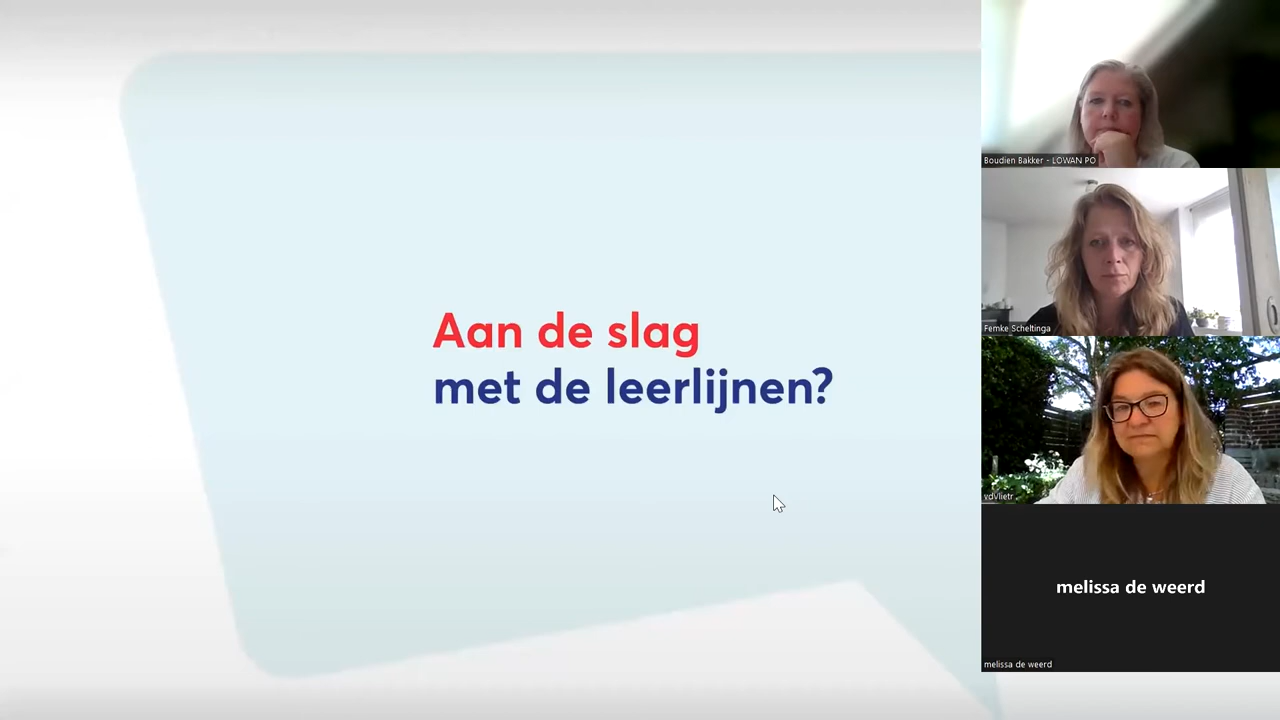 Aan de slag
met de leerlijnen?
Boudien Bakker - LOWAN PO
Femke Scheltinga
vdvlietr
melissa de weerd
melissa de weerd